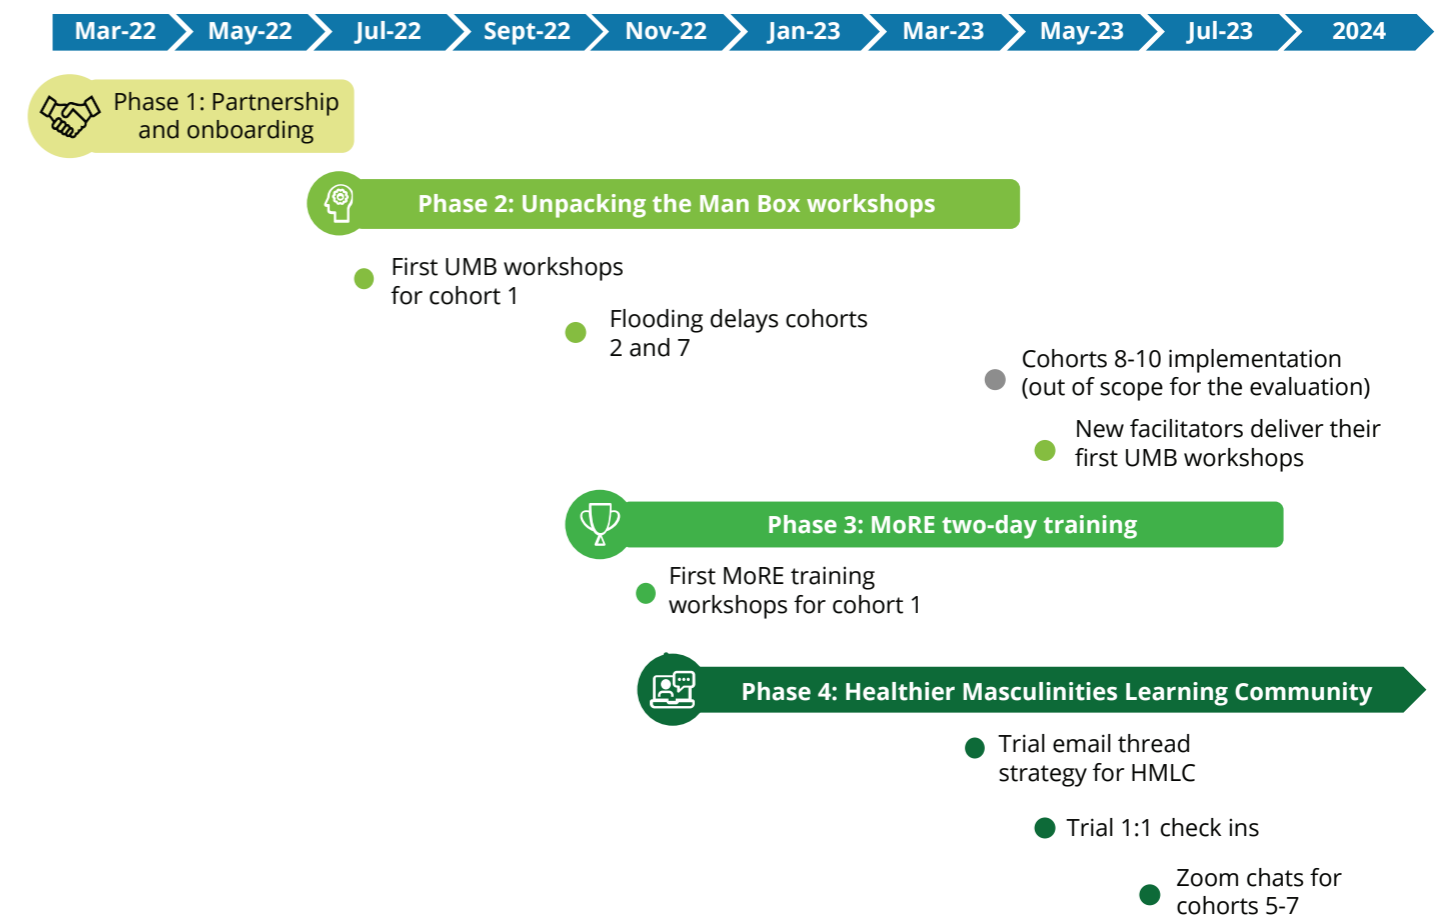 Mar-22 May-22 Jul-22 Sept-22 Nov-22 Jan-23 Mar-23 May-23 Jul-23 2024
Phase 1: Partnership
and onboarding
Phase 2: Unpacking the Man Box workshops
First UMB workshops
for cohort 1
Flooding delays cohorts
2 and 7
Cohorts 8-10 implementation
(out of scope for the evaluation)
New facilitators deliver their
first UMB workshops
Phase 3: MoRE two-day training
First MoRE training
workshops for cohort 1
Phase 4: Healthier Masculinities Learning Community
Trial email thread
strategy for HMLC
Trial 1:1 check ins
Zoom chats for
cohorts 5-7